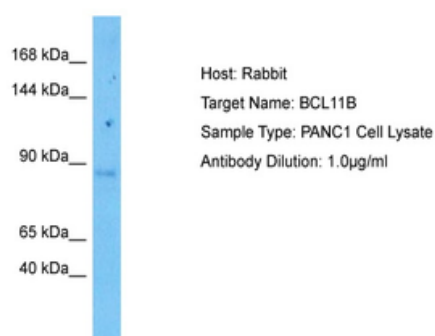 168 kDa__
144 kDa__
90 kDa__
65 kDa__
40 kDa__
Host: Rabbit
Target Name: BCL11B
Sample Type: PANC1 Cell Lysate
Antibody Dilution: 1.0µg/ml